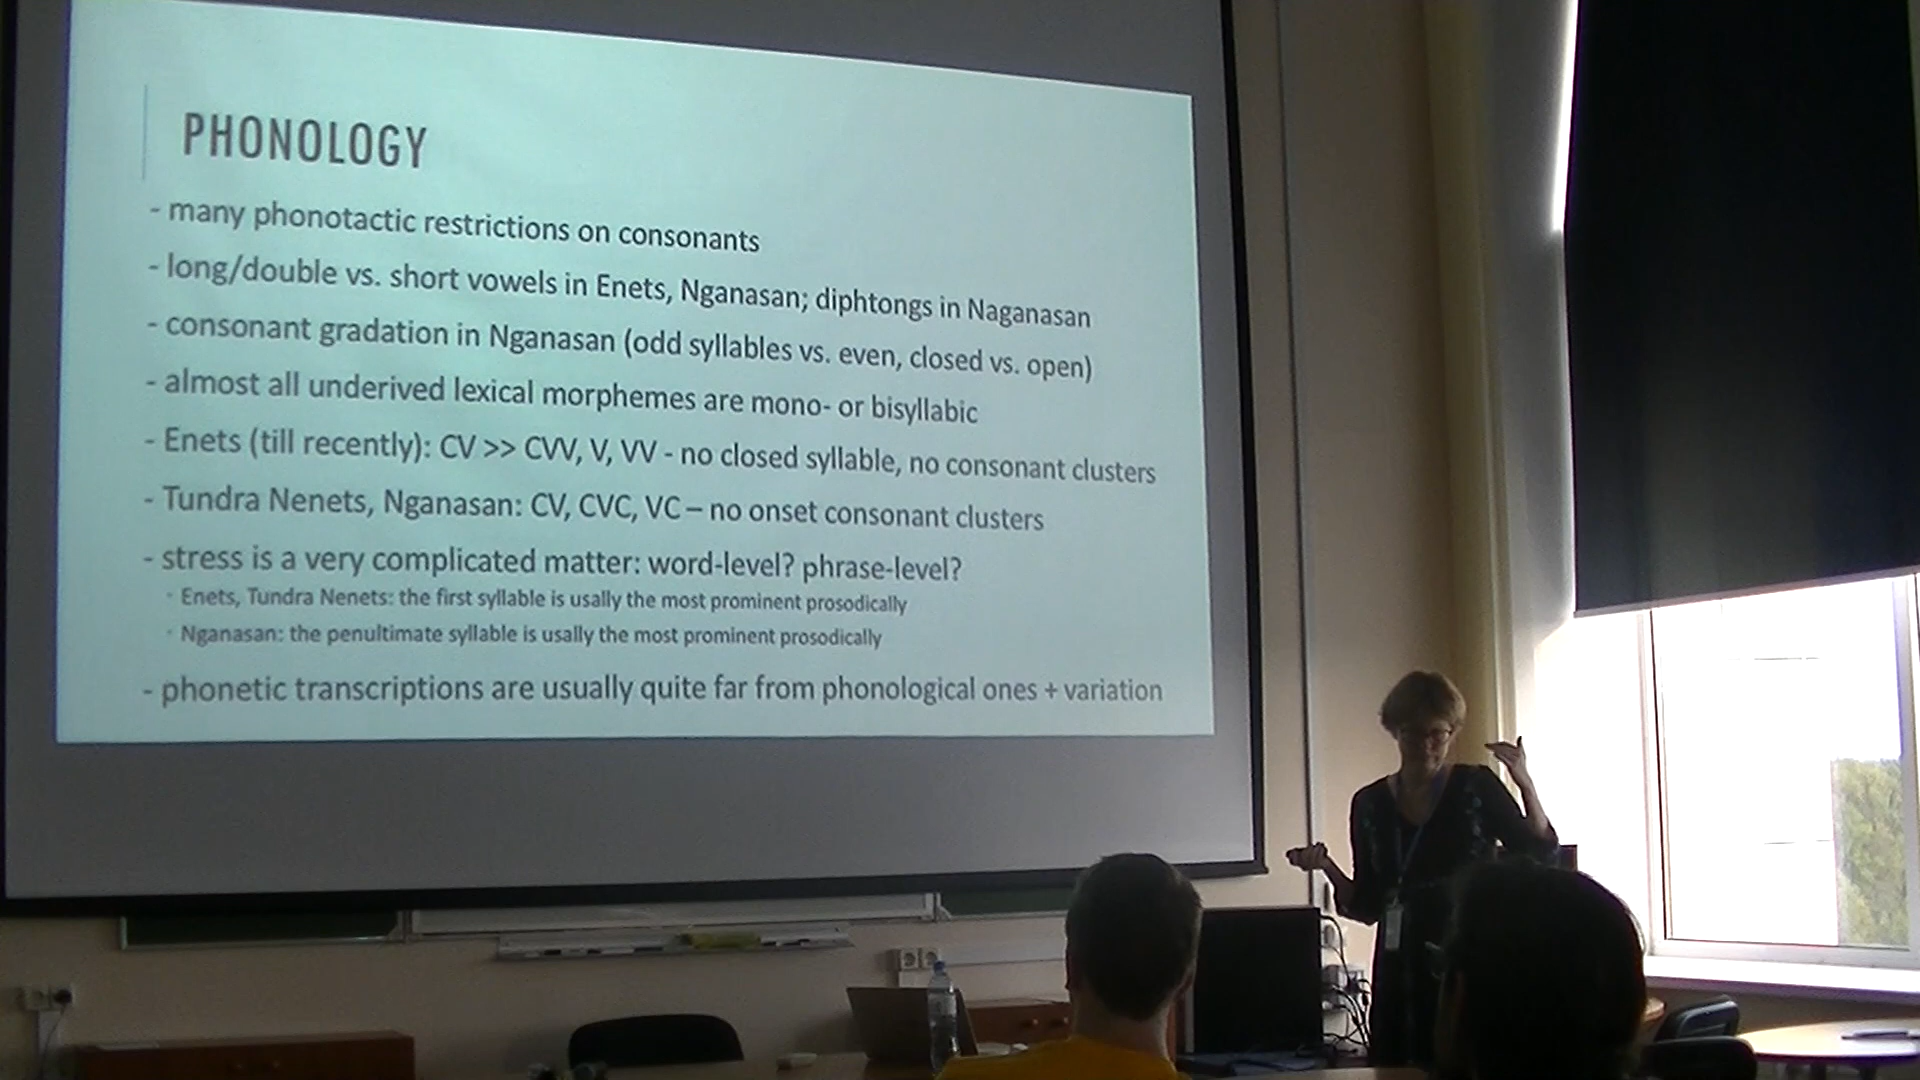 PHONOLOGY
- many phonotactic restrictions on consonants
- long/double vs. short vowels in Enets, Nganasan; diphtongs in Naganasan
- consonant gradation in Nganasan (odd syllables vs. even, closed vs. open)
- almost all underived lexical morphemes are mono- or bisyllabic
- Enets (till recently): CV >> CVV, V, VV - no closed syllable, no consonant clusters
- Tundra Nenets, Nganasan: CV, CVC, VC – no onset consonant clusters
- stress is a very complicated matter: word-level? phrase-level?
◦ Enets, Tundra Nenets: the first syllable is usally the most prominent prosodically
◦ Nganasan: the penultimate syllable is usally the most prominent prosodically
- phonetic transcriptions are usually quite far from phonological ones + variation